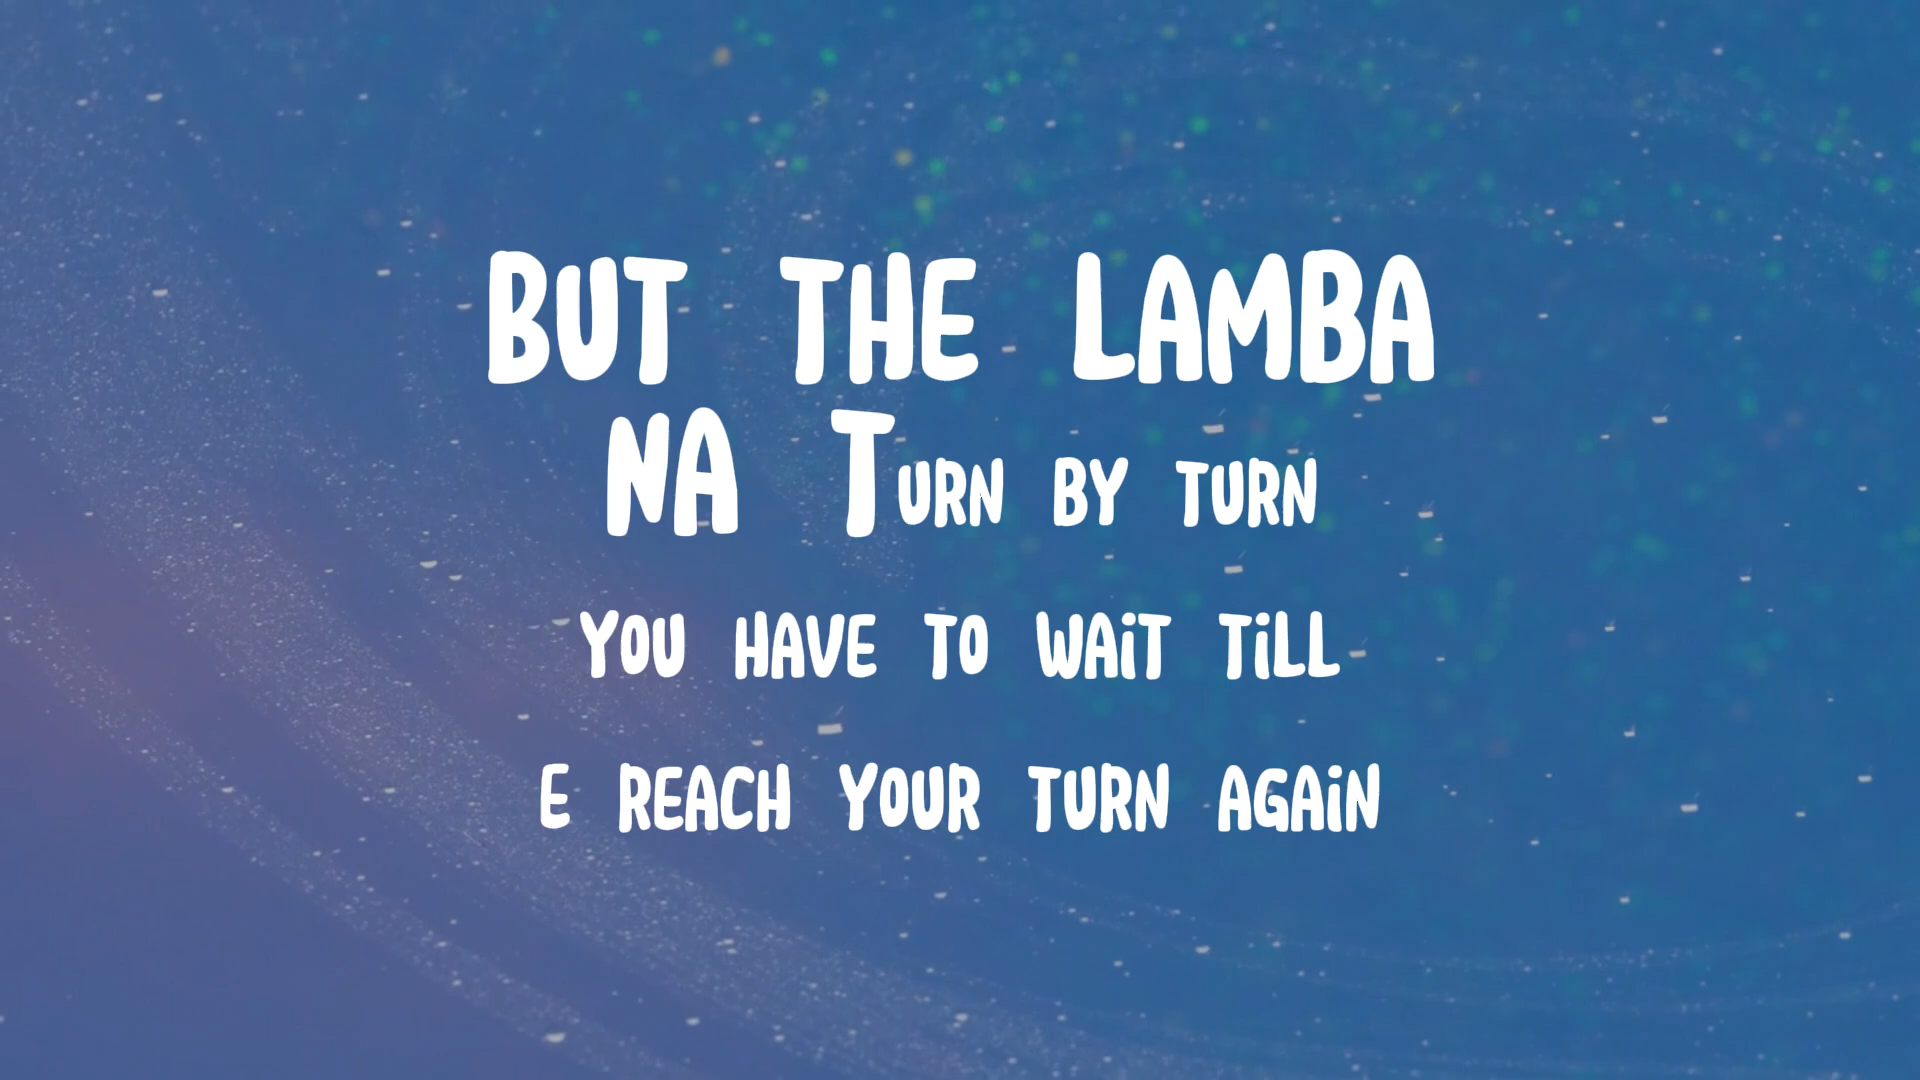 BUT THE LAMBA
NA TURN BY TURN
YOU HAVE TO WAiT TiLL
E REACH YOUR TURN AGAiN